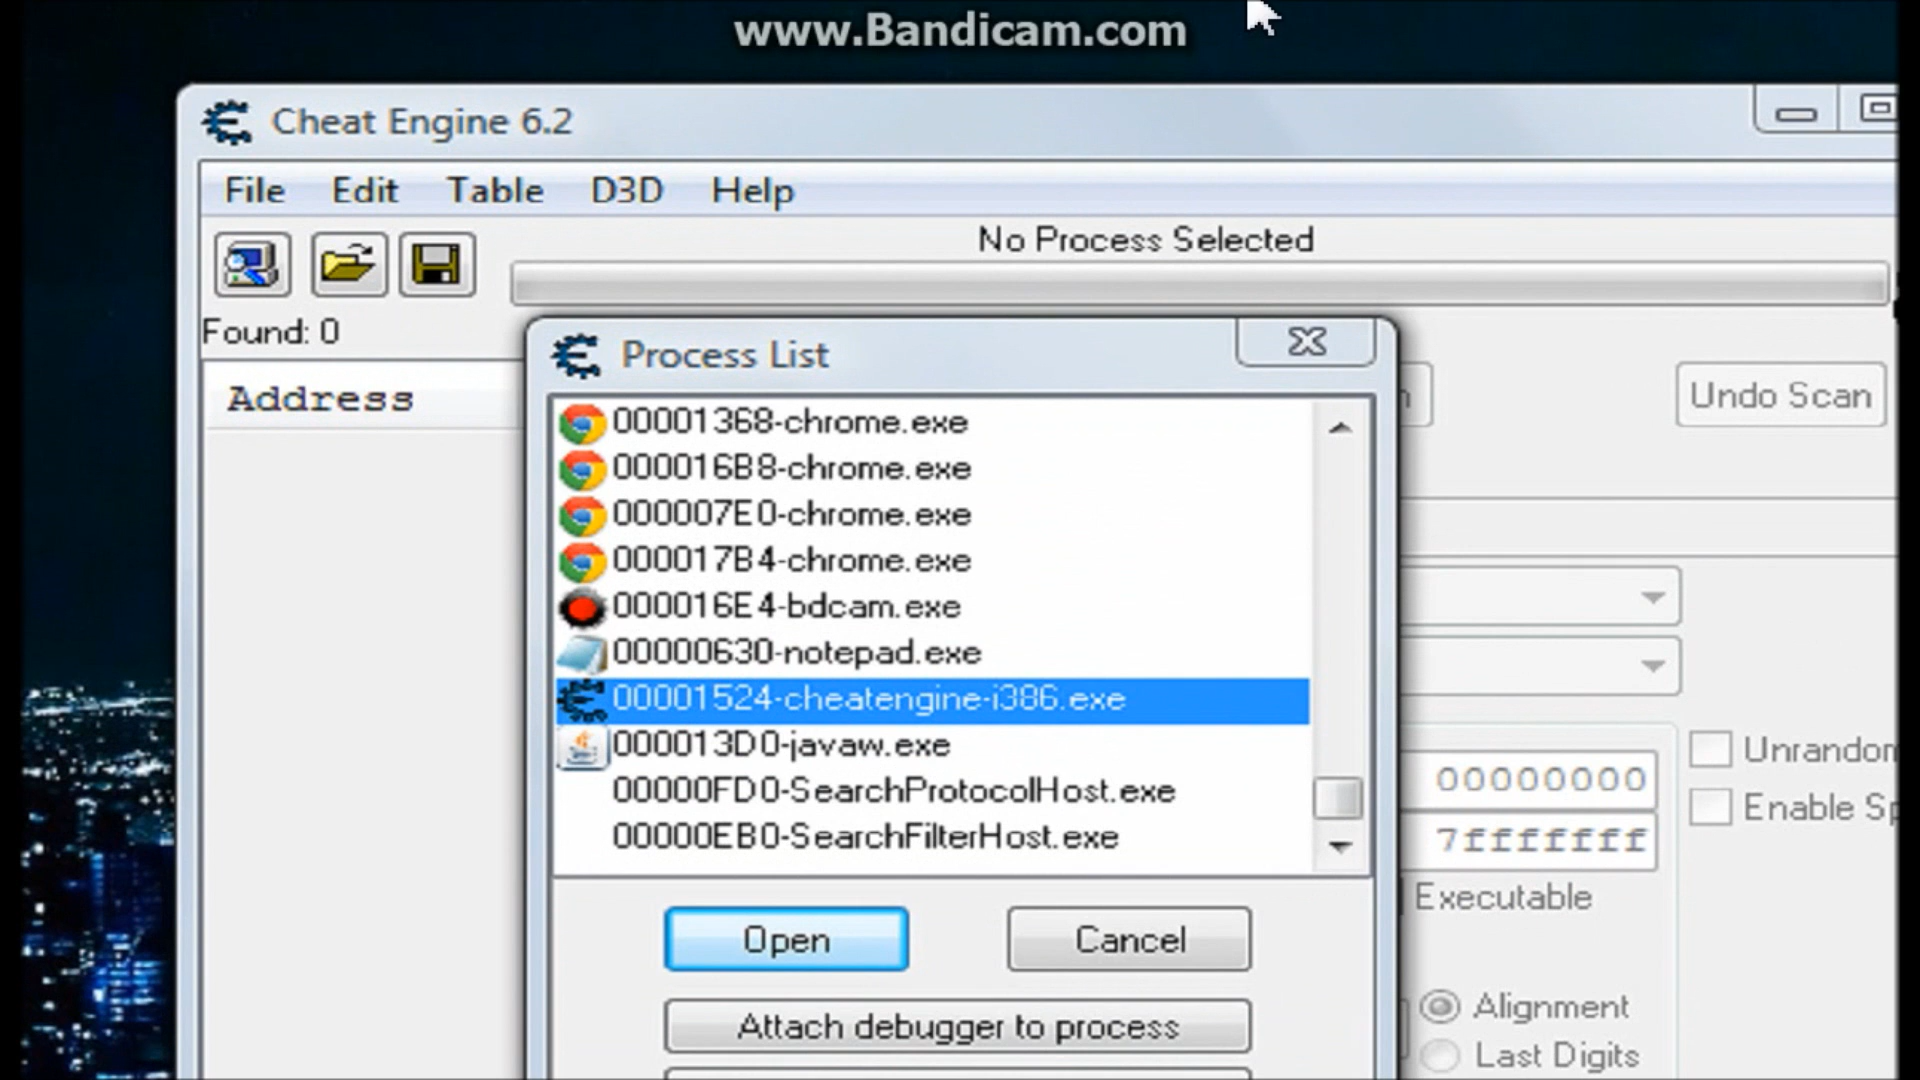 www.Bandicam.com
Cheat Engine 6.2
File Edit Table D3D Help
No Process Selected
Found: 0
Process List
Address
Undo Scan
00001368-chrome.exe
000016B8-chrome.exe
000007E0-chrome.exe
000017B4-chrome.exe
000016E4-bdcam.exe
00000630-notepad.exe
00001524-cheatengine-i386.exe
000013D0-javaw.exe
00000FD0-SearchProtocolHost.exe
00000EB0-SearchFilterHost.exe
Unrandom
00000000
Enable Sp
7fffffff
Executable
Open
Cancel
Alignment
Attach debugger to process
Last Digits